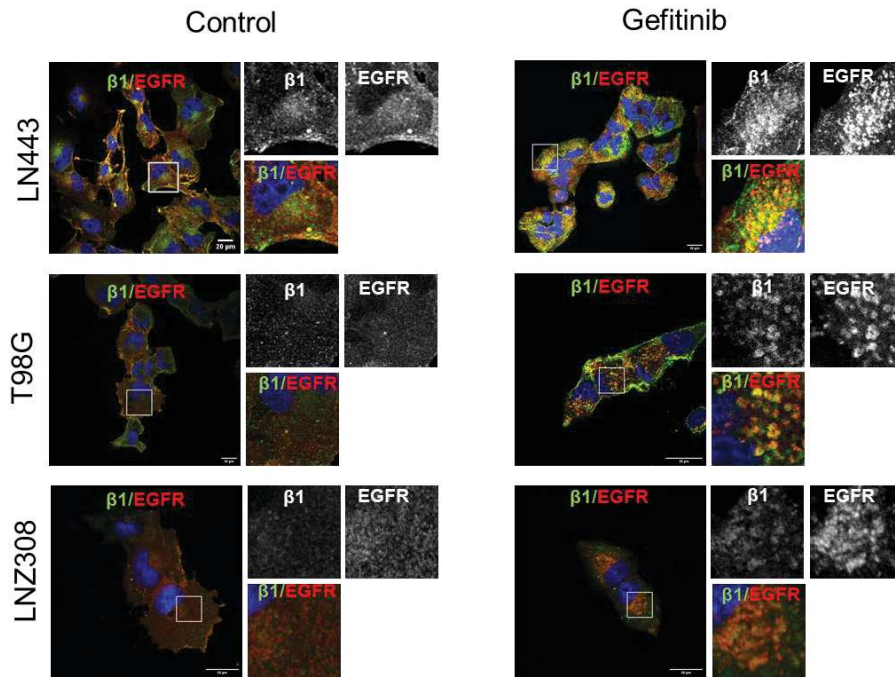 Control
Gefitinib
LN443
β1/EGFR
β1
EGFR
β1/EGFR
20 µm
β1/EGFR
β1
EGFR
β1/EGFR
T98G
β1/EGFR
β1
EGFR
β1/EGFR
β1/EGFR
β1
EGFR
β1/EGFR
LNZ308
β1/EGFR
β1
EGFR
β1/EGFR
β1/EGFR
β1
EGFR
β1/EGFR